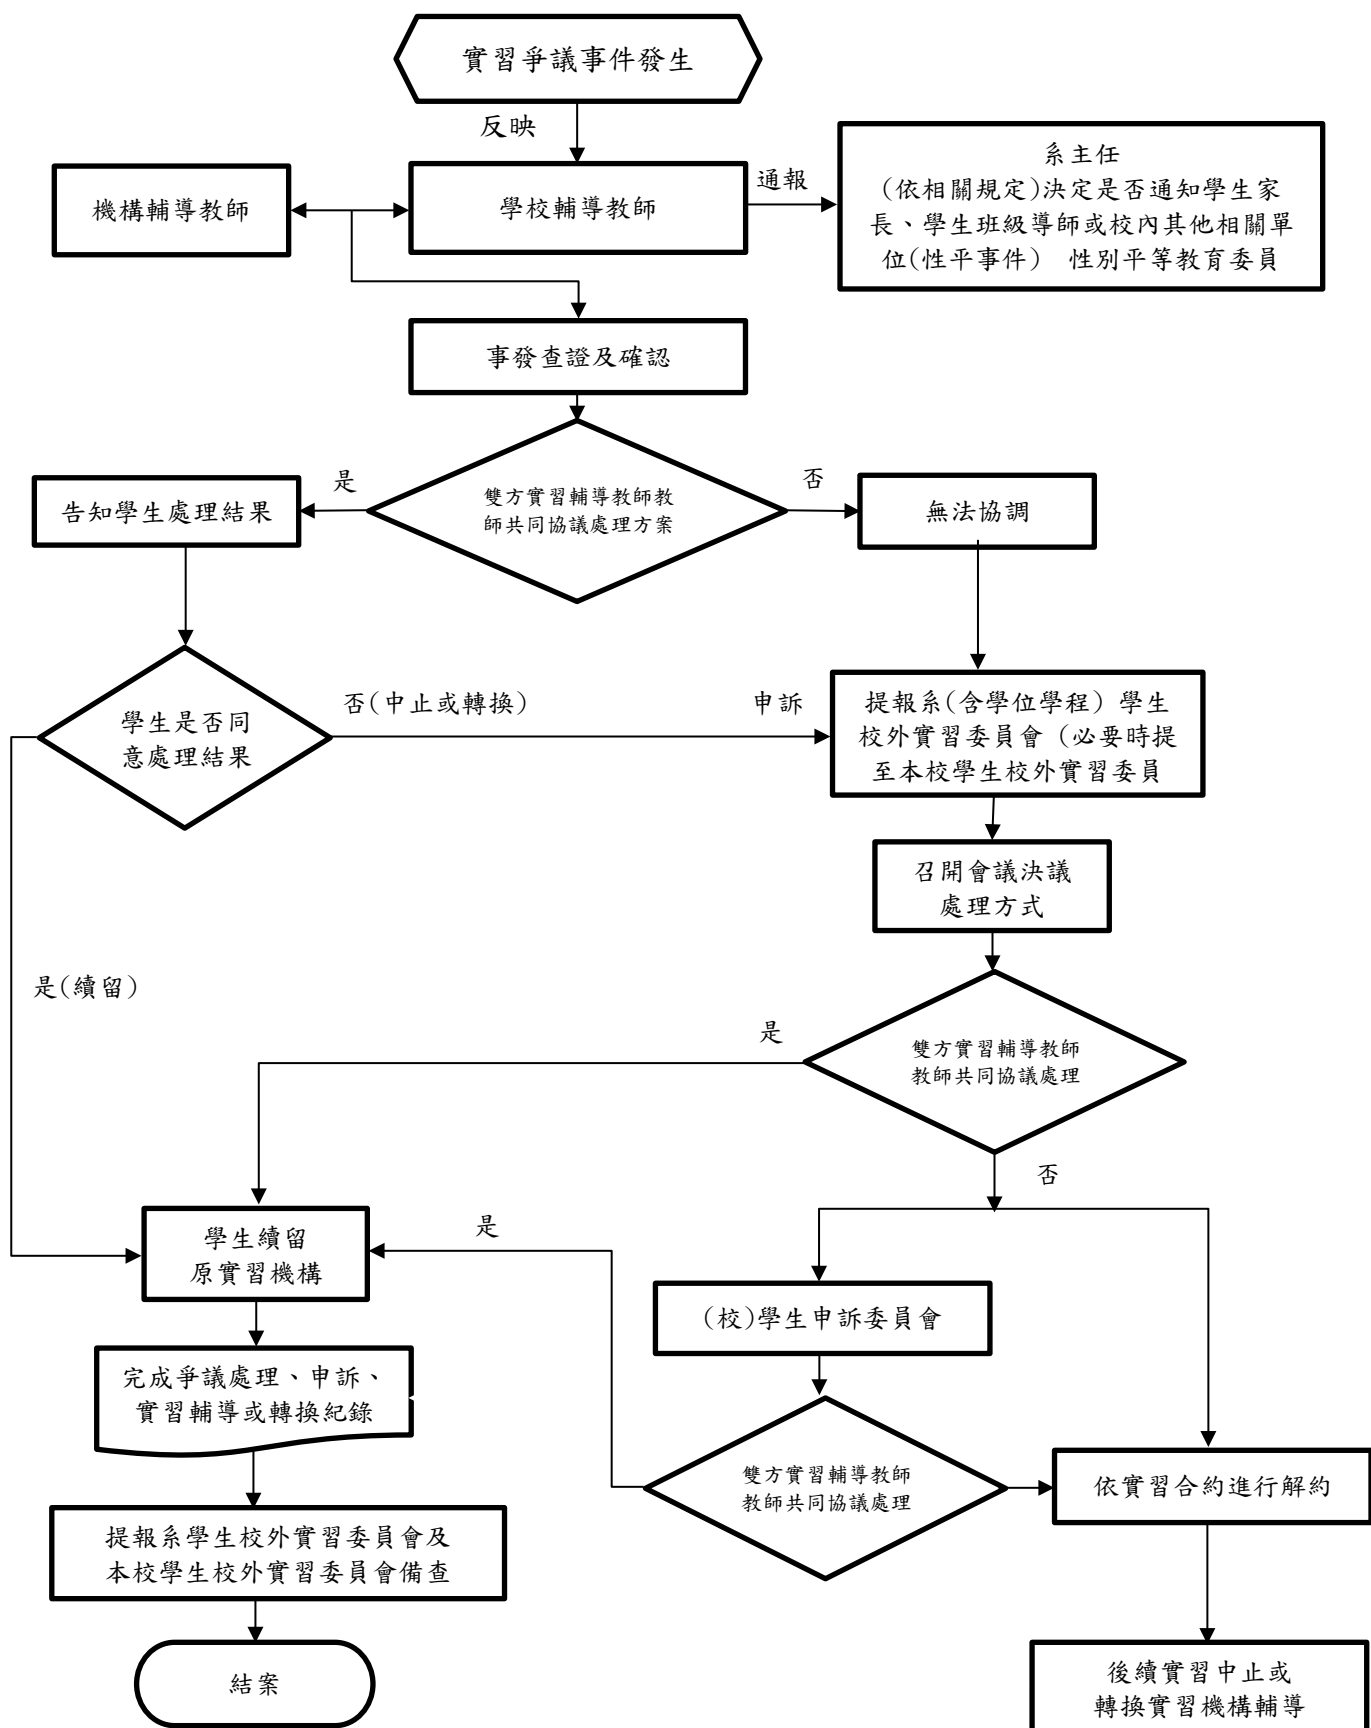 實習爭議事件發生
反映
機構輔導教師
學校輔導教師
通報
系主任
(依相關規定)決定是否通知學生家
長、學生班級導師或校內其他相關單
位(性平事件) 性別平等教育委員
事發查證及確認
告知學生處理結果
是
雙方實習輔導教師教
師共同協議處理方案
否
無法協調
學生是否同
意處理結果
否(中止或轉換)
申訴
提報系(含學位學程) 學生
校外實習委員會 (必要時提
至本校學生校外實習委員
召開會議決議
處理方式
是(續留)
是
雙方實習輔導教師
教師共同協議處理
否
學生續留
原實習機構
是
(校)學生申訴委員會
完成爭議處理、申訴、
實習輔導或轉換紀錄
雙方實習輔導教師
教師共同協議處理
依實習合約進行解約
提報系學生校外實習委員會及
本校學生校外實習委員會備查
結案
後續實習中止或
轉換實習機構輔導